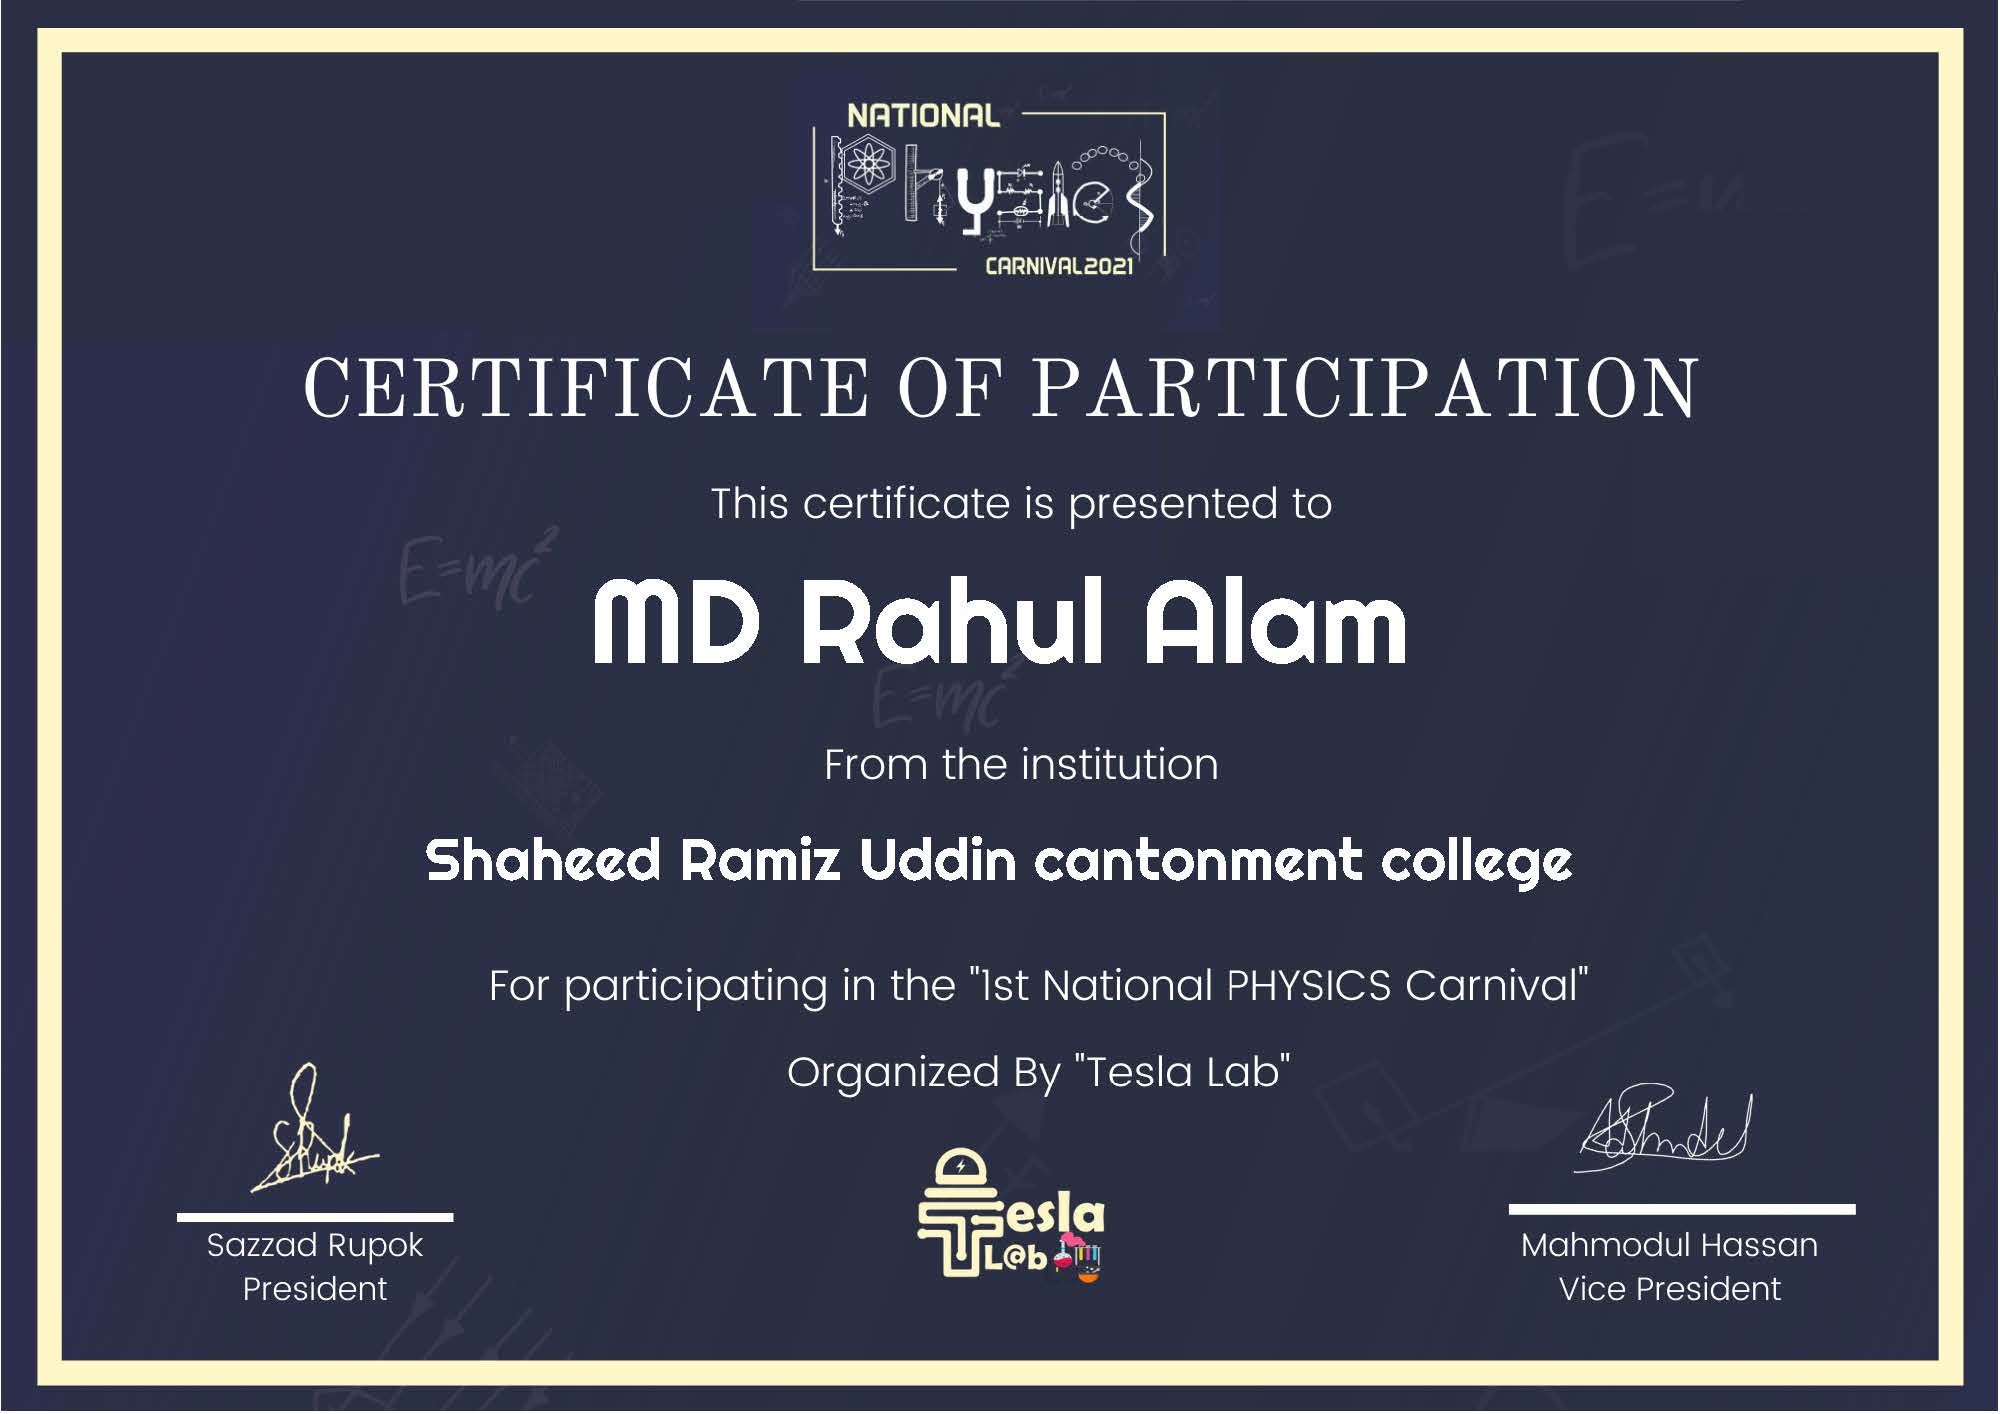 NATIONAL
Physics
CARNIVAL2021
CERTIFICATE OF PARTICIPATION
This certificate is presented to
E=mc²
MD Rahul Alam
E=mc²
From the institution
Shaheed Ramiz Uddin cantonment college
For participating in the "1st National PHYSICS Carnival"
Organized By "Tesla Lab"
Tesla
L@b
Sazzad Rupok
President
Mahmodul Hassan
Vice President